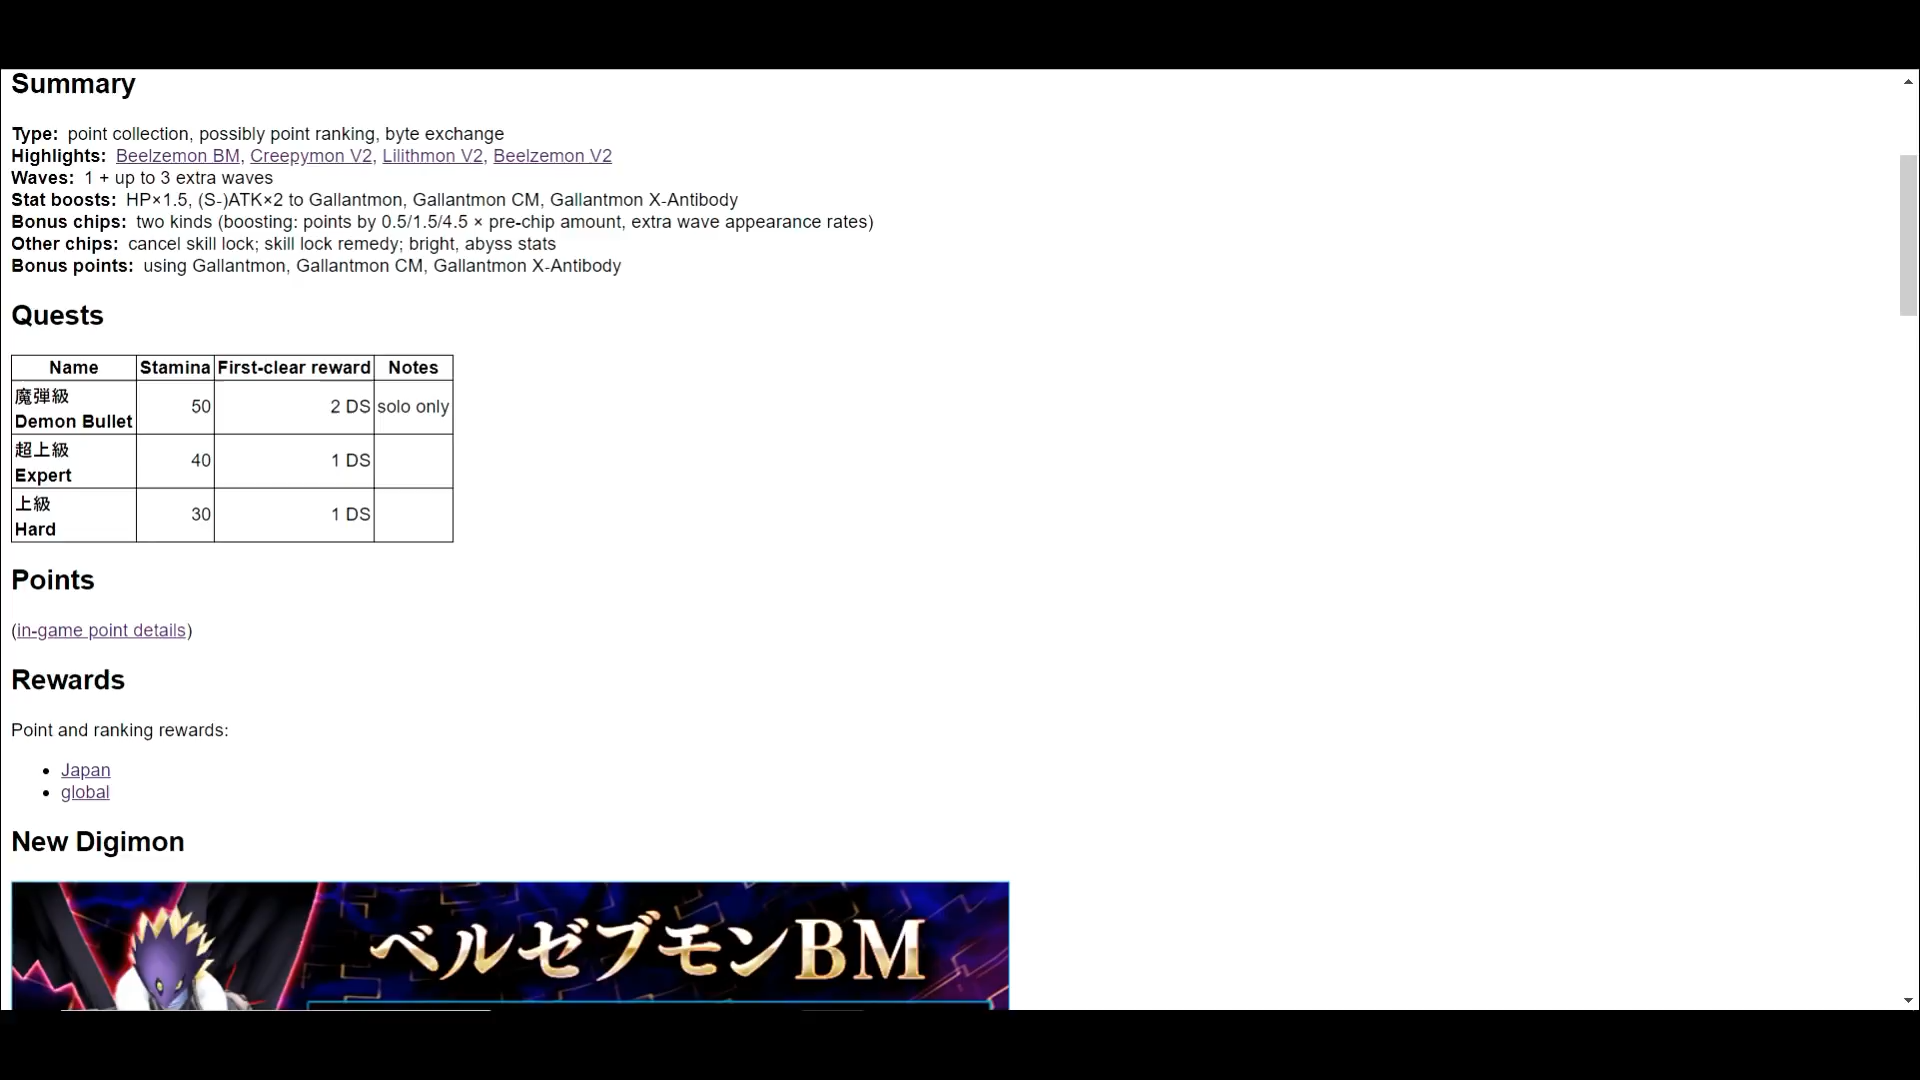 Summary
Type: point collection, possibly point ranking, byte exchange
Highlights: Beelzemon BM, Creepymon V2, Lilithmon V2, Beelzemon V2
Waves: 1 + up to 3 extra waves
Stat boosts: HP×1.5, (S-)ATK×2 to Gallantmon, Gallantmon CM, Gallantmon X-Antibody
Bonus chips: two kinds (boosting: points by 0.5/1.5/4.5 × pre-chip amount, extra wave appearance rates)
Other chips: cancel skill lock; skill lock remedy; bright, abyss stats
Bonus points: using Gallantmon, Gallantmon CM, Gallantmon X-Antibody
Quests
Name Stamina First-clear reward Notes
魔弾級
Demon Bullet 50 2 DS solo only
超上級
Expert 40 1 DS
上級
Hard 30 1 DS
Points
(in-game point details)
Rewards
Point and ranking rewards:
• Japan
• global
New Digimon
ベルゼブモンBM